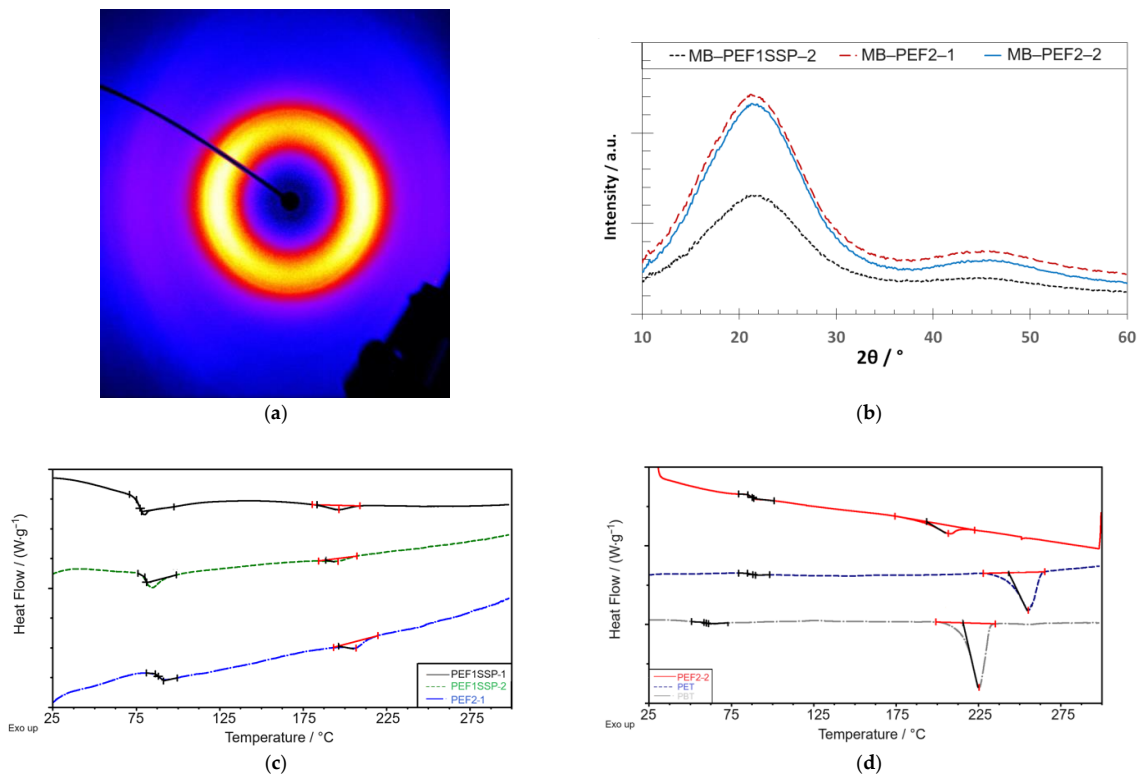 MB–PEF1SSP–2 MB–PEF2–1 MB–PEF2–2
Intensity / a.u.
10 20 30 40 50 60
2θ / °
(a)
(b)
Heat Flow / (W·g⁻¹)
PEF1SSP-1
PEF1SSP-2
PEF2-1
25 75 125 175 225 275
Exo up
Temperature / °C
(c)
Heat Flow / (W·g⁻¹)
PEF2-2
PET
PBT
25 75 125 175 225 275
Exo up
Temperature / °C
(d)